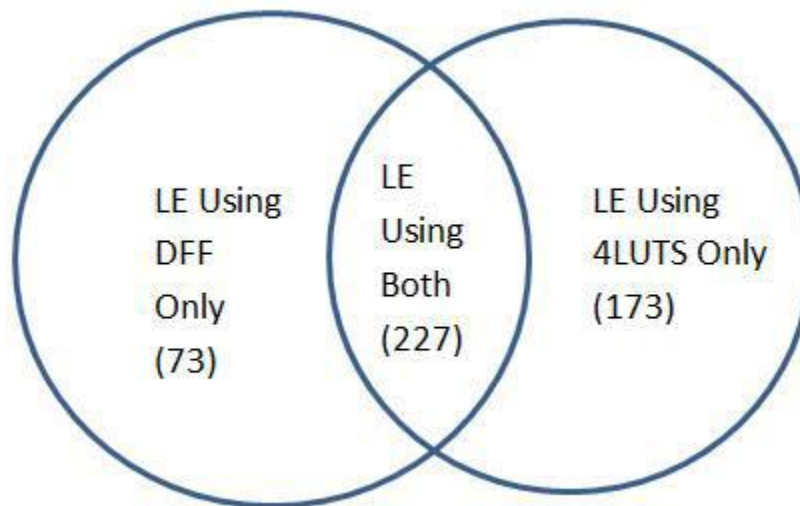 LE Using
DFF
Only
(73)
LE
Using
Both
(227)
LE Using
4LUTS Only
(173)